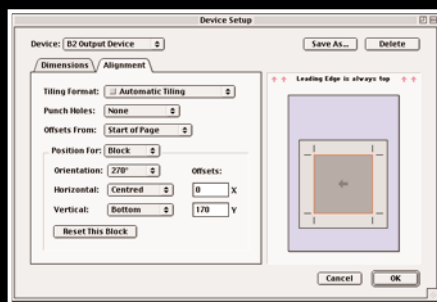 Device Setup
Device: B2 Output Device
Save As...
Delete
Dimensions
Alignment
Tiling Format: Automatic Tiling
Punch Holes: None
Offsets From: Start of Page
Position For: Block
Orientation: 270°
Offsets:
Horizontal: Centred 0 X
Vertical: Bottom 170 Y
Reset This Block
Leading Edge is always top
Cancel
OK